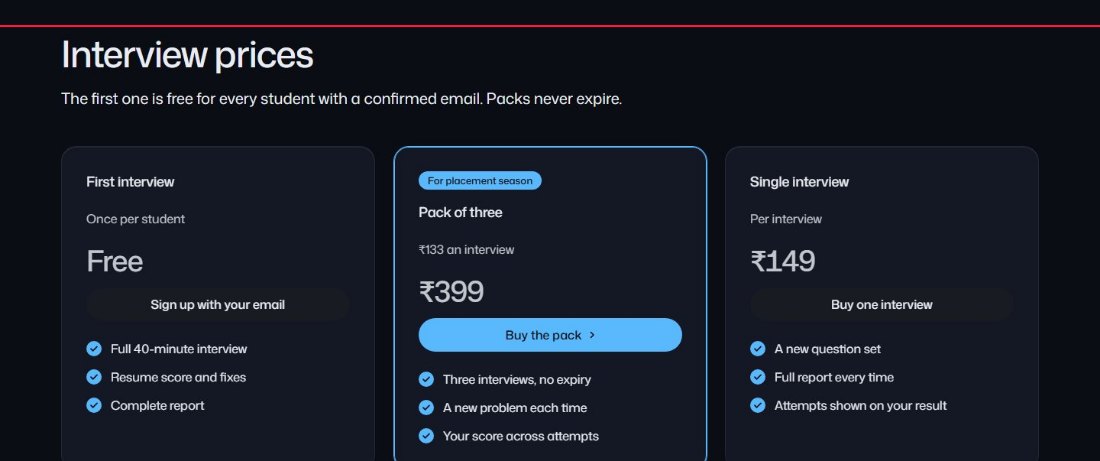 Interview prices
The first one is free for every student with a confirmed email. Packs never expire.
First interview
Once per student
Free
Sign up with your email
Full 40-minute interview
Resume score and fixes
Complete report
For placement season
Pack of three
₹133 an interview
₹399
Buy the pack
Three interviews, no expiry
A new problem each time
Your score across attempts
Single interview
Per interview
₹149
Buy one interview
A new question set
Full report every time
Attempts shown on your result